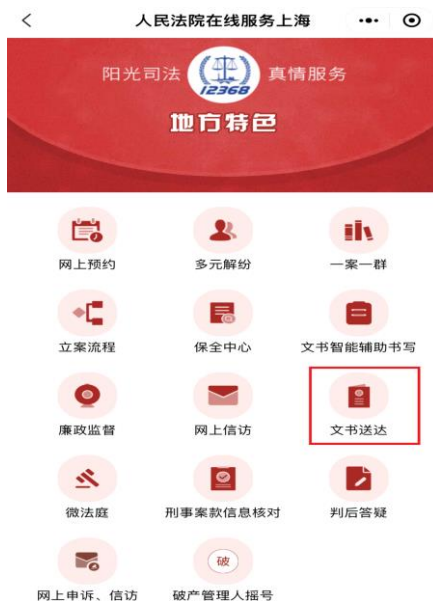 人民法院在线服务上海
阳光司法 12368 真情服务
地方特色
网上预约 多元解纷 一案一群
立案流程 保全中心 文书智能辅助书写
廉政监督 网上信访 文书送达
微法庭 刑事案款信息核对 判后答疑
破
网上申诉、信访 破产管理人摇号